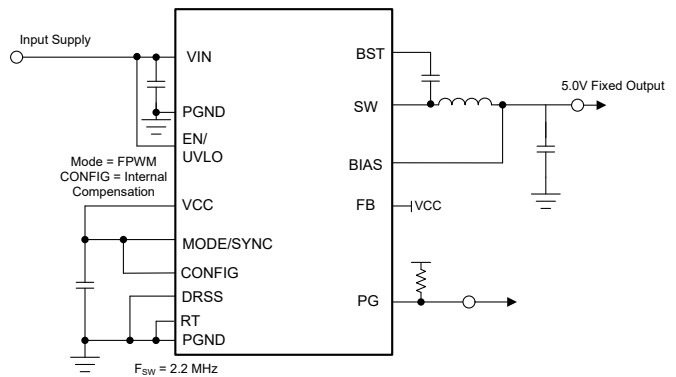 Input Supply
VIN
PGND
EN/
UVLO
Mode = FPWM
CONFIG = Internal
Compensation
VCC
MODE/SYNC
CONFIG
DRSS
RT
PGND
F_SW = 2.2 MHz
BST
SW
5.0V Fixed Output
BIAS
FB
VCC
PG